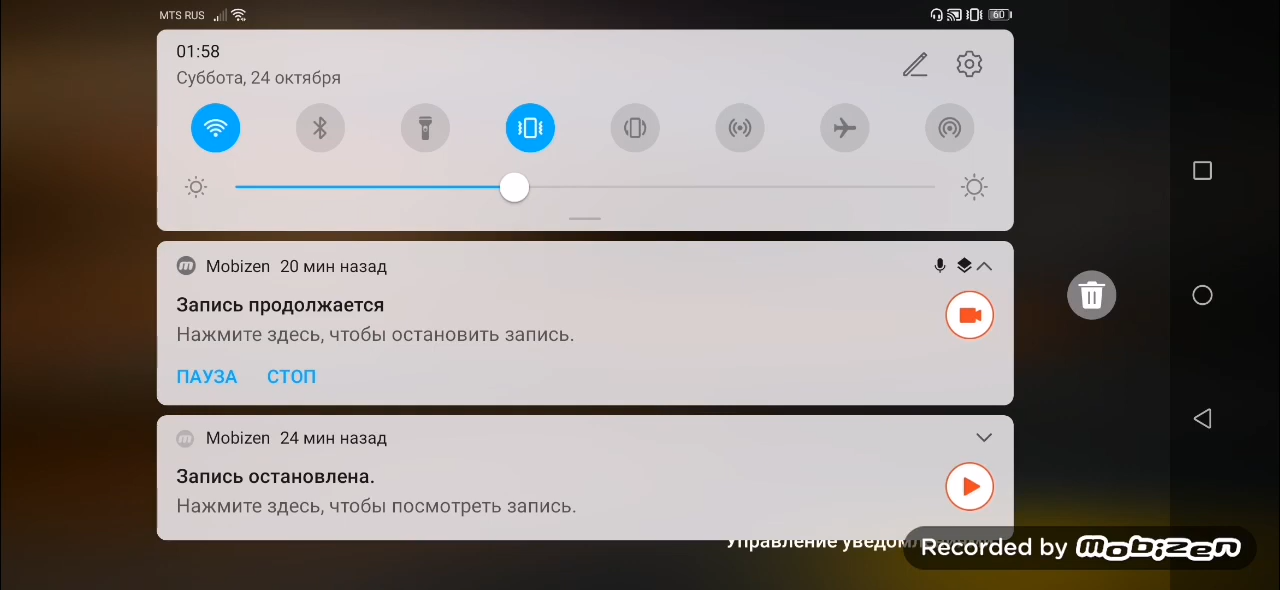 MTS RUS
60
01:58
Суббота, 24 октября
Mobizen 20 мин назад
Запись продолжается
Нажмите здесь, чтобы остановить запись.
ПАУЗА СТОП
Mobizen 24 мин назад
Запись остановлена.
Нажмите здесь, чтобы посмотреть запись.
Управление
Recorded by mobizen